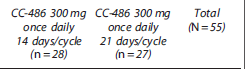 CC-486 300 mg CC-486 300 mg Total
once daily once daily (N=55)
14 days/cycle 21 days/cycle
(n=28) (n=27)